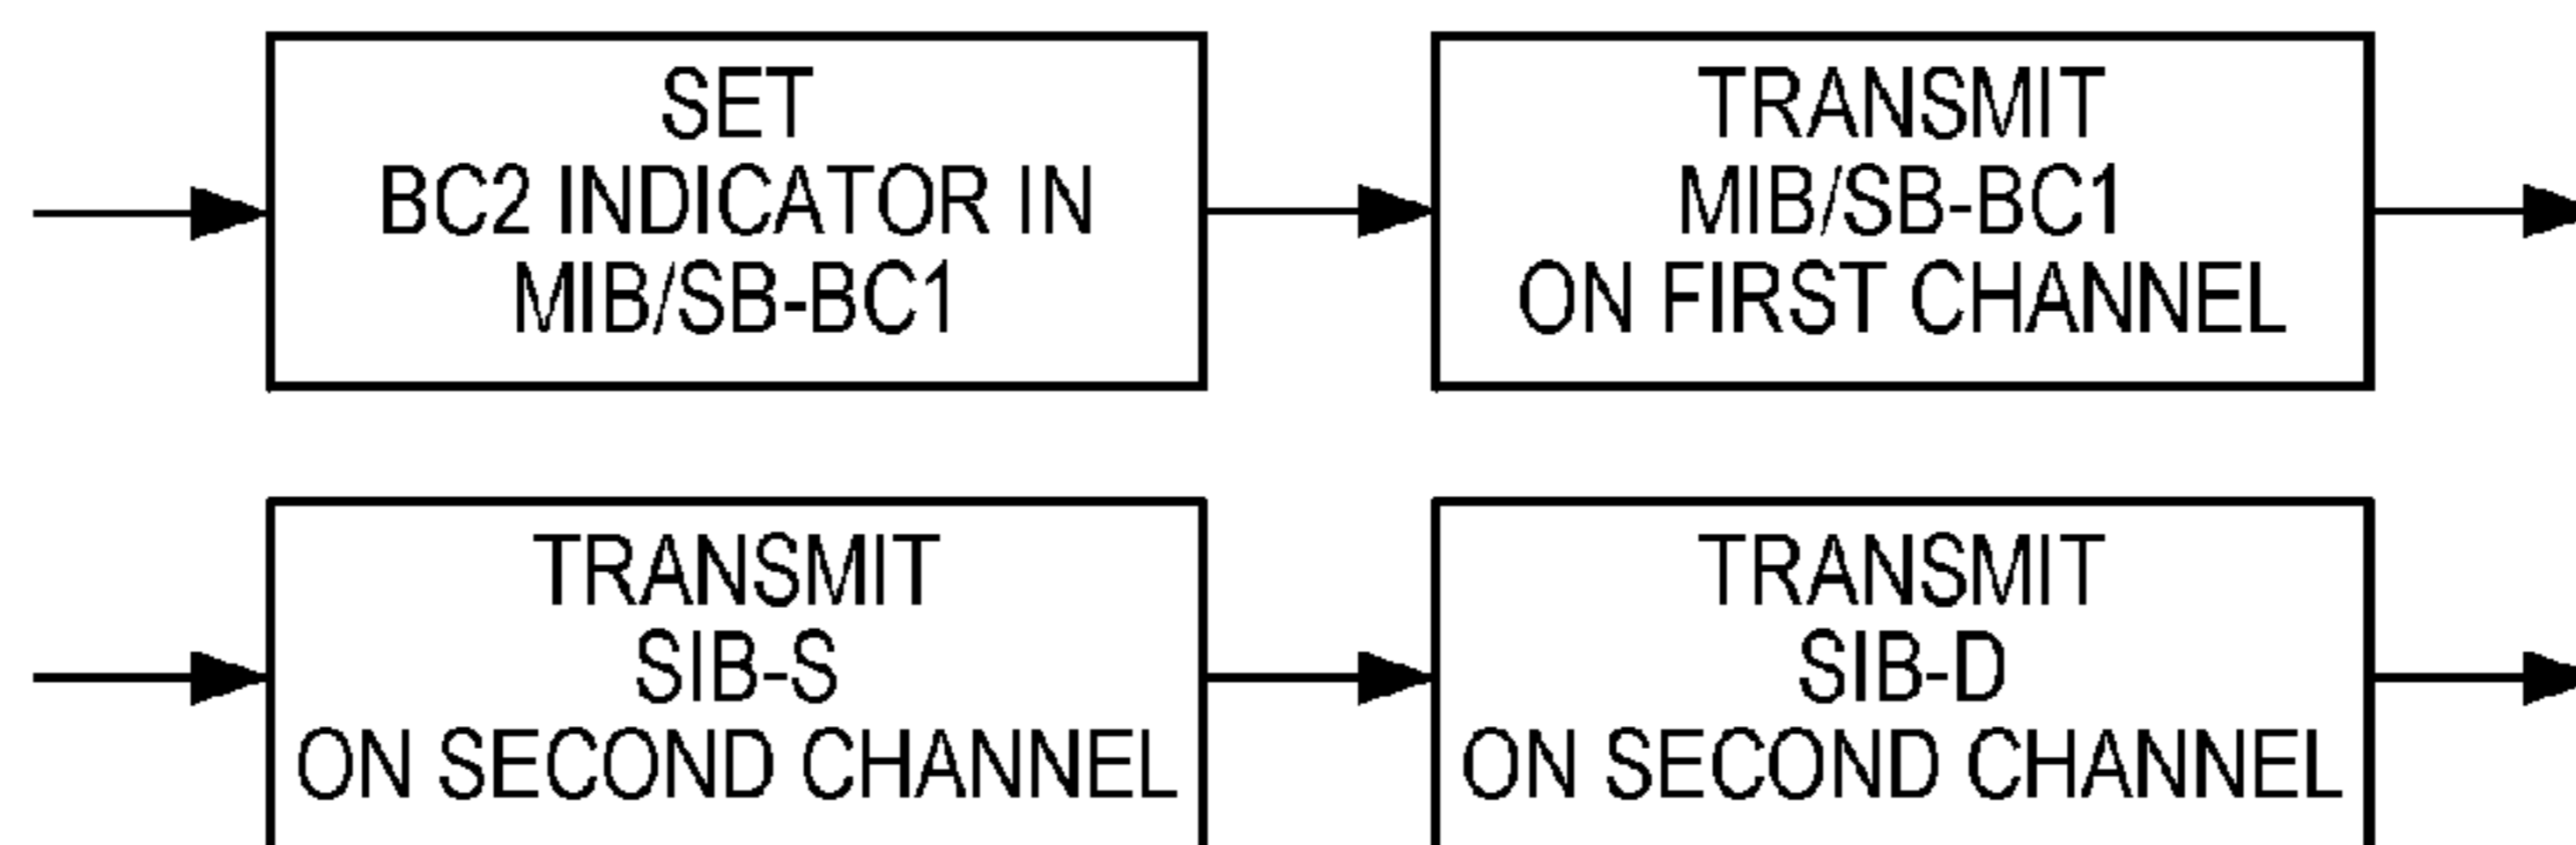 SET
BC2 INDICATOR IN
MIB/SB-BC1
TRANSMIT
MIB/SB-BC1
ON FIRST CHANNEL
TRANSMIT
SIB-S
ON SECOND CHANNEL
TRANSMIT
SIB-D
ON SECOND CHANNEL